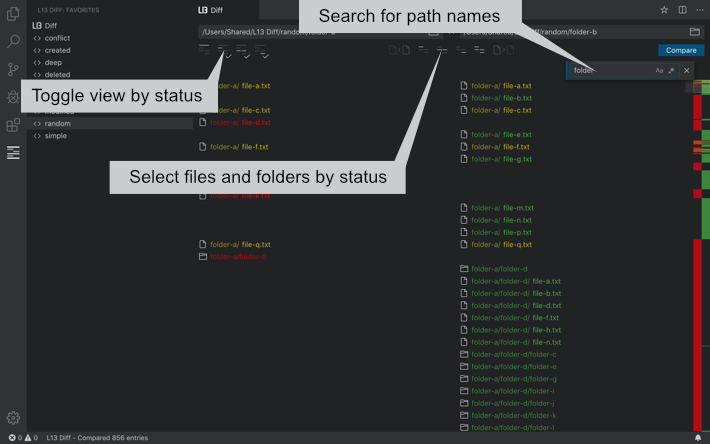 L13 DIFF: FAVORITES
Diff
conflict
created
deep
deleted
random
simple
Diff
/Users/Shared/L13 Diff/random/folder-
/random/folder-b
Compare
folder
Aa
Search for path names
Toggle view by status
Select files and folders by status
folder-a/ file-a.txt
folder-a/ file-c.txt
folder-a/ file-d.txt
folder-a/ file-f.txt
folder-a/ file-q.txt
folder-a/folder-b
folder-a/ file-a.txt
folder-a/ file-b.txt
folder-a/ file-c.txt
folder-a/ file-e.txt
folder-a/ file-f.txt
folder-a/ file-g.txt
folder-a/ file-m.txt
folder-a/ file-n.txt
folder-a/ file-p.txt
folder-a/ file-q.txt
folder-a/folder-d
folder-a/folder-d/ file-a.txt
folder-a/folder-d/ file-b.txt
folder-a/folder-d/ file-d.txt
folder-a/folder-d/ file-f.txt
folder-a/folder-d/ file-h.txt
folder-a/folder-d/ file-n.txt
folder-a/folder-d/folder-c
folder-a/folder-d/folder-e
folder-a/folder-d/folder-g
folder-a/folder-d/folder-i
folder-a/folder-d/folder-j
folder-a/folder-d/folder-k
folder-a/folder-d/folder-l
0 0 L13 Diff - Compared 856 entries